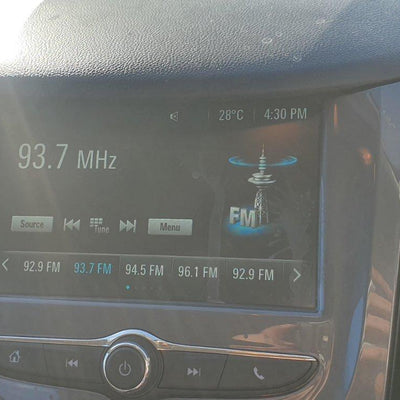 28°C 4:30 PM
93.7 MHz
FM
Source Tune Menu
92.9 FM 93.7 FM 94.5 FM 96.1 FM 92.9 FM